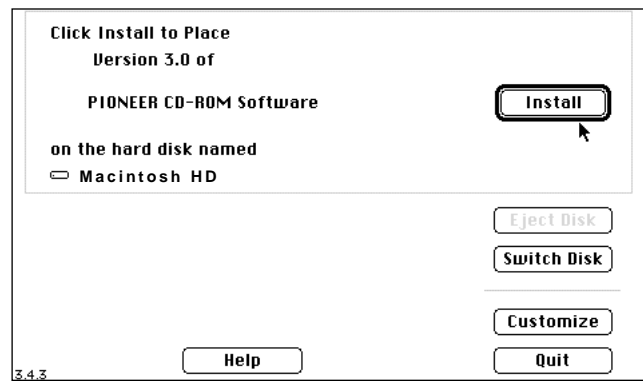 Click Install to Place
Version 3.0 of
PIONEER CD-ROM Software
Install
on the hard disk named
Macintosh HD
Eject Disk
Switch Disk
Customize
Help
Quit
3.4.3